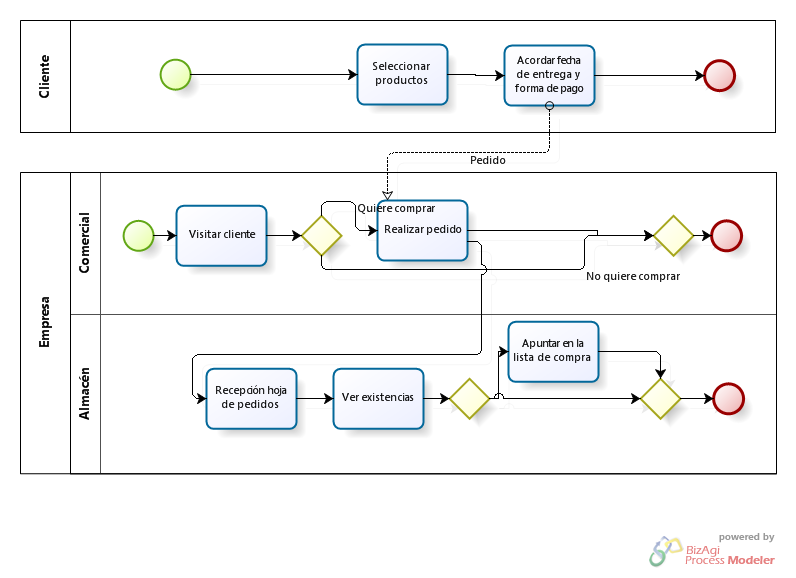 Cliente
Seleccionar
productos
Acordar fecha
de entrega y
forma de pago
Pedido
Empresa
Comercial
Visitar cliente
Quiere comprar
Realizar pedido
No quiere comprar
Almacén
Recepción hoja
de pedidos
Ver existencias
Apuntar en la
lista de compra
powered by
BizAgi
Process Modeler